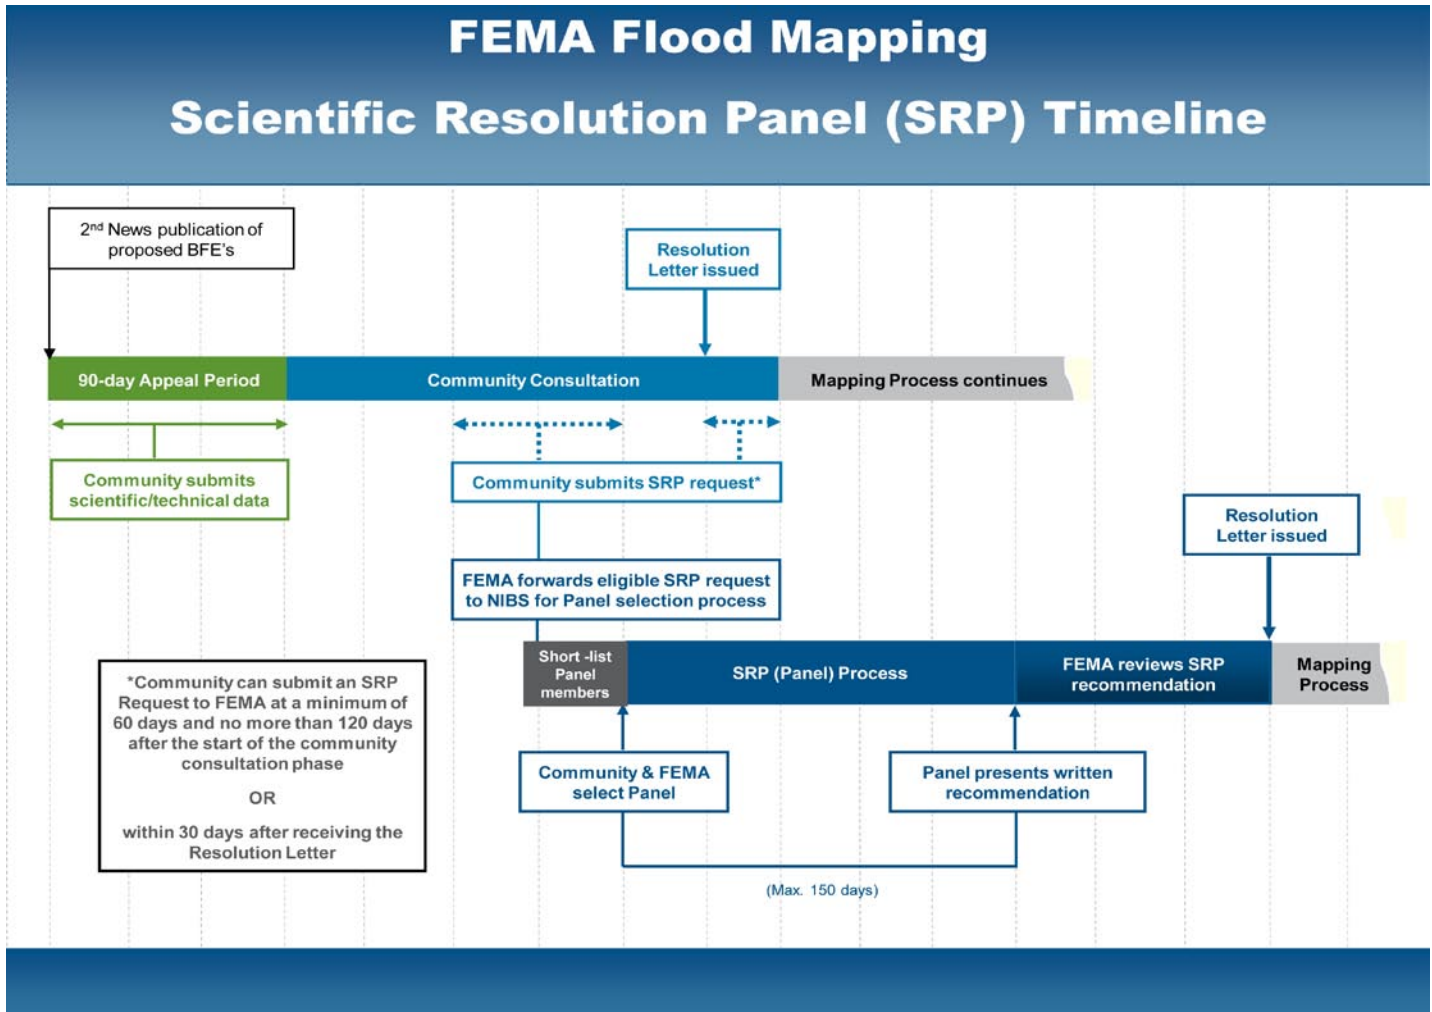 FEMA Flood Mapping
Scientific Resolution Panel (SRP) Timeline
2nd News publication of
proposed BFE's
Resolution
Letter issued
90-day Appeal Period
Community Consultation
Mapping Process continues
Community submits
scientific/technical data
Community submits SRP request*
Resolution
Letter issued
FEMA forwards eligible SRP request
to NIBS for Panel selection process
Short -list
Panel
members
SRP (Panel) Process
FEMA reviews SRP
recommendation
Mapping
Process
*Community can submit an SRP
Request to FEMA at a minimum of
60 days and no more than 120 days
after the start of the community
consultation phase
OR
within 30 days after receiving the
Resolution Letter
Community & FEMA
select Panel
Panel presents written
recommendation
(Max. 150 days)